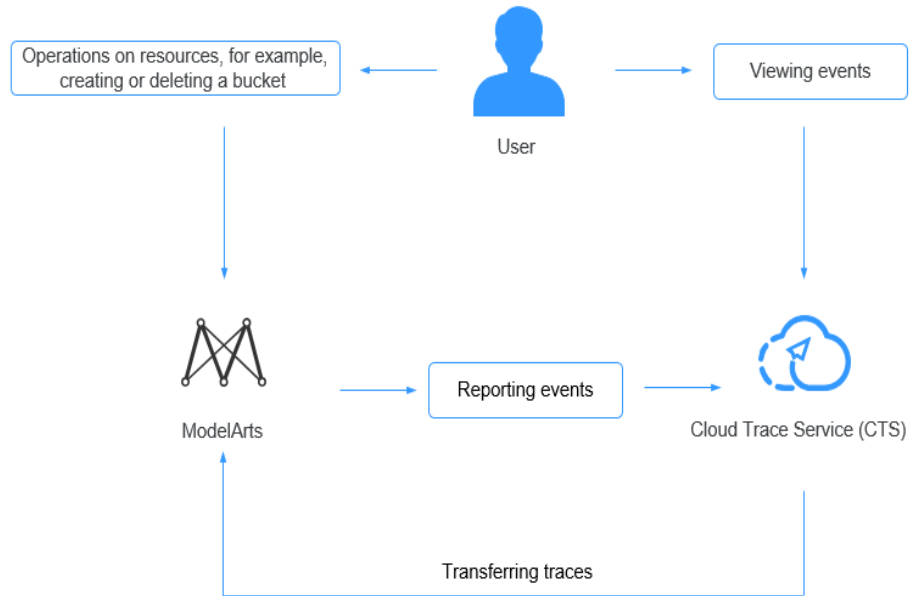 Operations on resources, for example,
creating or deleting a bucket
Viewing events
User
Reporting events
ModelArts
Cloud Trace Service (CTS)
Transferring traces